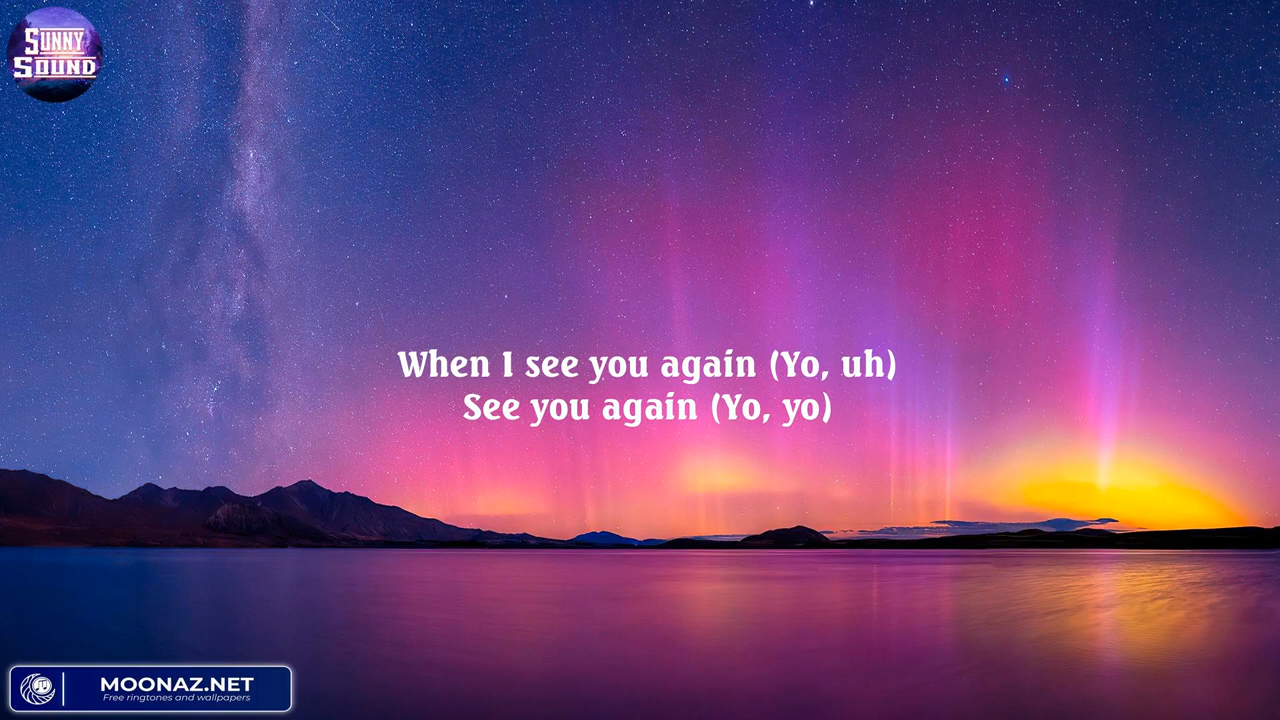 SUNNY
SOUND
When I see you again (Yo, uh)
See you again (Yo, yo)
MOONAZ.NET
Free ringtones and wallpapers